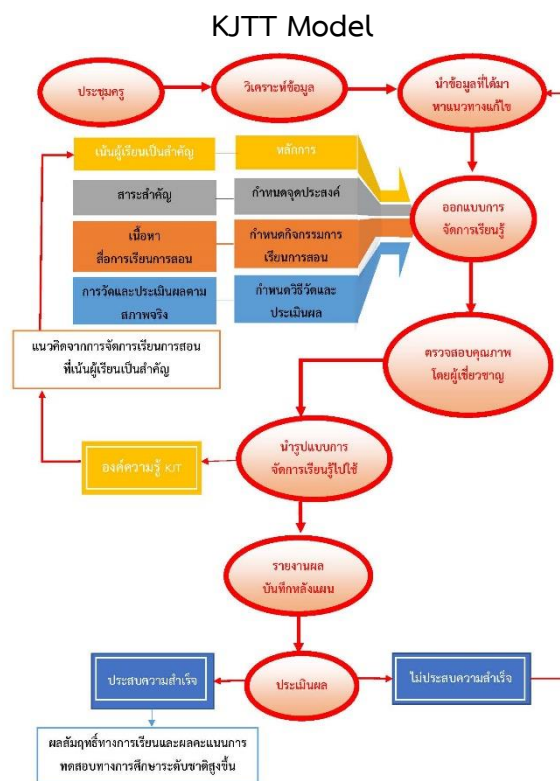 KJTT Model
ประชุมครู
วิเคราะห์ข้อมูล
นำข้อมูลที่ได้มา
หาแนวทางแก้ไข
เน้นผู้เรียนเป็นสำคัญ
หลักการ
สาระสำคัญ
กำหนดจุดประสงค์
เนื้อหา
สื่อการเรียนการสอน
กำหนดกิจกรรมการ
เรียนการสอน
การวัดและประเมินผลตาม
สภาพจริง
กำหนดวิธีวัดและ
ประเมินผล
ออกแบบการ
จัดการเรียนรู้
แนวคิดจากการจัดการเรียนการสอน
ที่เน้นผู้เรียนเป็นสำคัญ
ตรวจสอบคุณภาพ
โดยผู้เชี่ยวชาญ
องค์ความรู้ KJT
นำรูปแบบการ
จัดการเรียนรู้ไปใช้
รายงานผล
บันทึกหลังแผน
ประสบความสำเร็จ
ประเมินผล
ไม่ประสบความสำเร็จ
ผลสัมฤทธิ์ทางการเรียนและผลคะแนนการ
ทดสอบทางการศึกษาระดับชาติสูงขึ้น